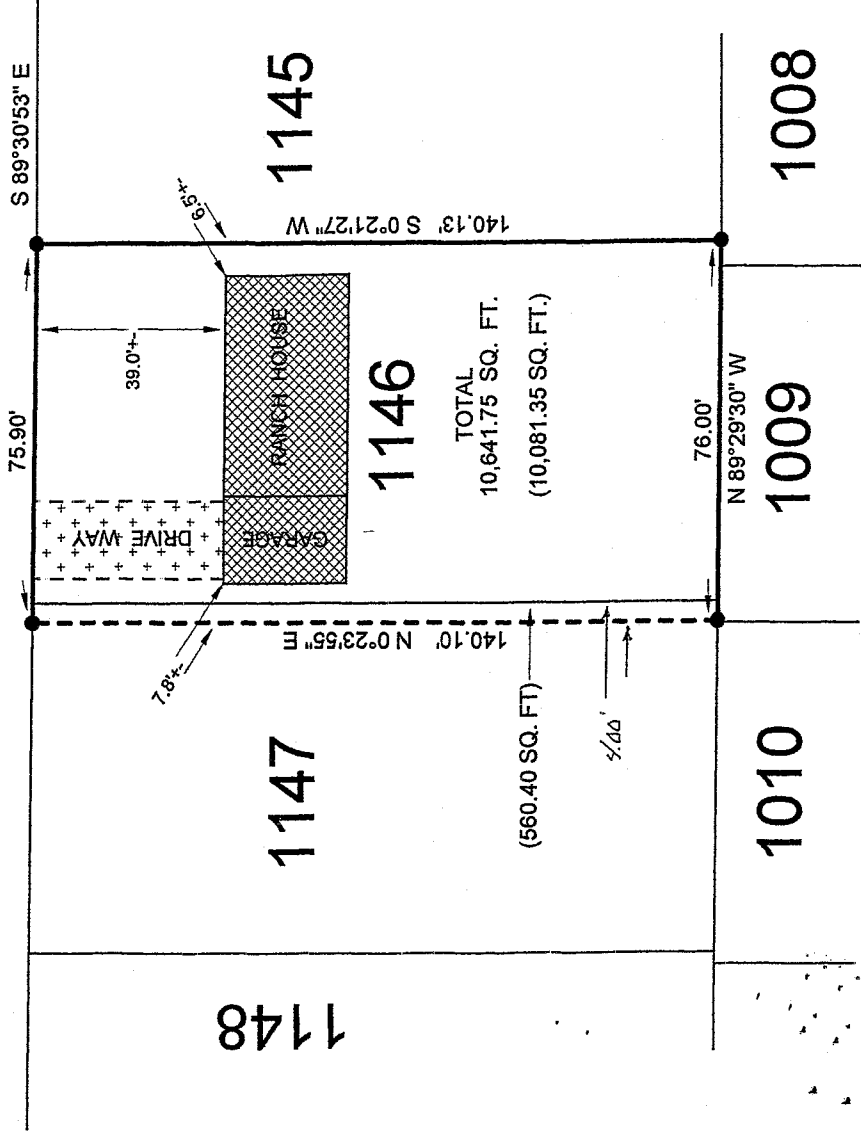 S 89°30'53" E
75.90'
39.0'+-
6.5'+-
7.8'+-
DRIVE WAY
GARAGE
RANCH HOUSE
140.13' S 0°21'27" W
140.10' N 0°23'55" E
1148
1147
1146
1145
TOTAL
10,641.75 SQ. FT.
(10,081.35 SQ. FT.)
(560.40 SQ. FT)
76.00'
N 89°29'30" W
1010
1009
1008